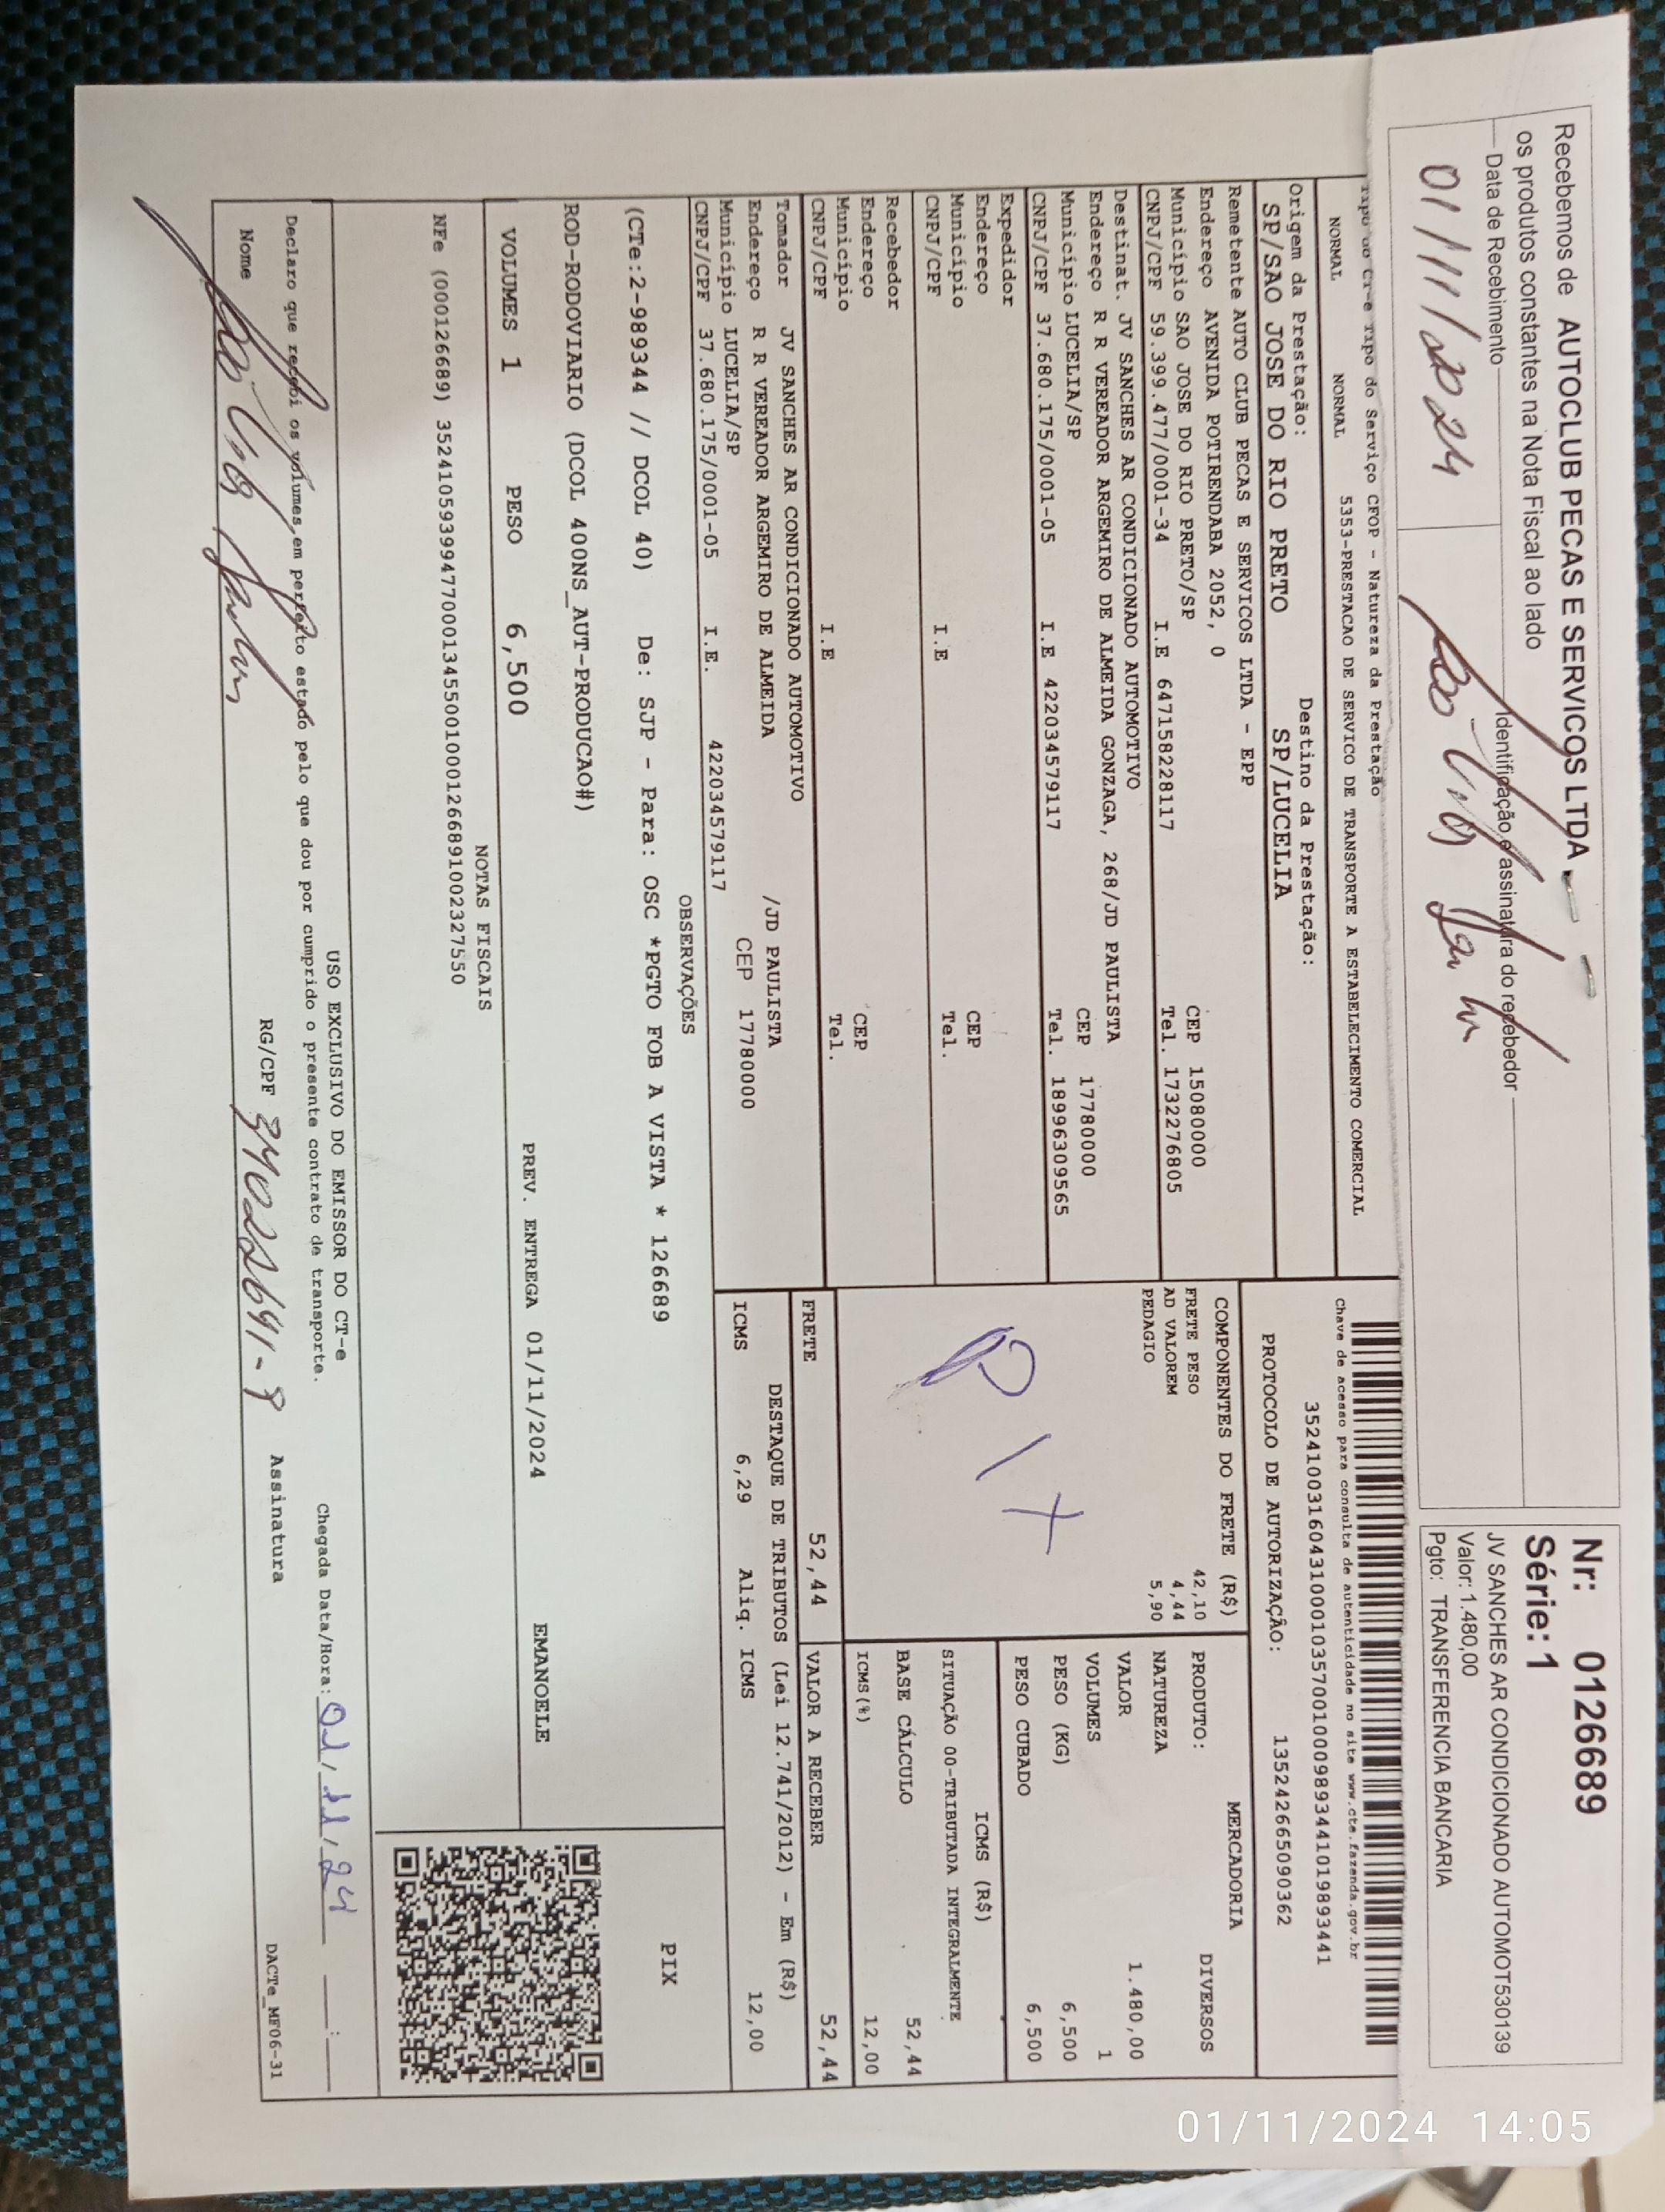 Recebemos de AUTOCLUB PECAS E SERVICOS LTDA
os produtos constantes na Nota Fiscal ao lado
Data de Recebimento
Identificação e assinatura do recebedor
01/11/2024
Nr: 0126689
Série: 1
JV SANCHES AR CONDICIONADO AUTOMOT530139
Valor: 1.480,00
Pgto: TRANSFERENCIA BANCARIA
Tipo do CT-e Tipo do Serviço CFOP - Natureza da Prestação
NORMAL NORMAL 5353-PRESTACAO DE SERVICO DE TRANSPORTE A ESTABELECIMENTO COMERCIAL
Origem da Prestação: Destino da Prestação:
SP/SAO JOSE DO RIO PRETO SP/LUCELIA
Chave de acesso para consulta de autenticidade no site www.cte.fazenda.gov.br
PROTOCOLO DE AUTORIZAÇÃO: 135242665090362
Remetente AUTO CLUB PECAS E SERVICOS LTDA - EPP
Endereço AVENIDA POTIRENDABA 2052, 0
Município SAO JOSE DO RIO PRETO/SP CEP 15080000
CNPJ/CPF 59.399.477/0001-34 I.E 647158228117 Tel. 1732276805
Destinat. JV SANCHES AR CONDICIONADO AUTOMOTIVO
Endereço R R VEREADOR ARGEMIRO DE ALMEIDA GONZAGA, 268/JD PAULISTA
Município LUCELIA/SP CEP 17780000
CNPJ/CPF 37.680.175/0001-05 I.E 422034579117 Tel. 18996309565
Expedidor
Endereço
Município CEP
CNPJ/CPF I.E Tel.
Recebedor
Endereço
Município CEP
CNPJ/CPF I.E Tel.
Tomador JV SANCHES AR CONDICIONADO AUTOMOTIVO
Endereço R R VEREADOR ARGEMIRO DE ALMEIDA /JD PAULISTA
Município LUCELIA/SP CEP 17780000
CNPJ/CPF 37.680.175/0001-05 I.E. 422034579117
COMPONENTES DO FRETE (R$)
FRETE PESO 42,10
AD VALOREM 4,44
PEDAGIO 5,90
PIX
MERCADORIA
PRODUTO: DIVERSOS
NATUREZA
VALOR 1.480,00
VOLUMES 1
PESO (KG) 6,500
PESO CUBADO 6,500
ICMS (R$)
SITUAÇÃO 00-TRIBUTADA INTEGRALMENTE
BASE CÁLCULO 52,44
ICMS(%) 12,00
FRETE 52,44 VALOR A RECEBER 52,44
DESTAQUE DE TRIBUTOS (Lei 12.741/2012) - Em (R$)
ICMS 6,29 Aliq. ICMS 12,00
OBSERVAÇÕES
(CTe:2-989344 // DCOL 40) De: SJP - Para: OSC *PGTO FOB A VISTA * 126689
ROD-RODOVIARIO (DCOL 400NS_AUT-PRODUCAO#)
PIX
VOLUMES 1 PESO 6,500 PREV. ENTREGA 01/11/2024 EMANOELE
NOTAS FISCAIS
NFe (000126689) 35241059399477000134550010001266891002327550
USO EXCLUSIVO DO EMISSOR DO CT-e
Declaro que recebi os volumes em perfeito estado pelo que dou por cumprido o presente contrato de transporte.
Chegada Data/Hora: 01/11/24
Nome RG/CPF Assinatura
DACTe_MF06-31
01/11/2024 14:05